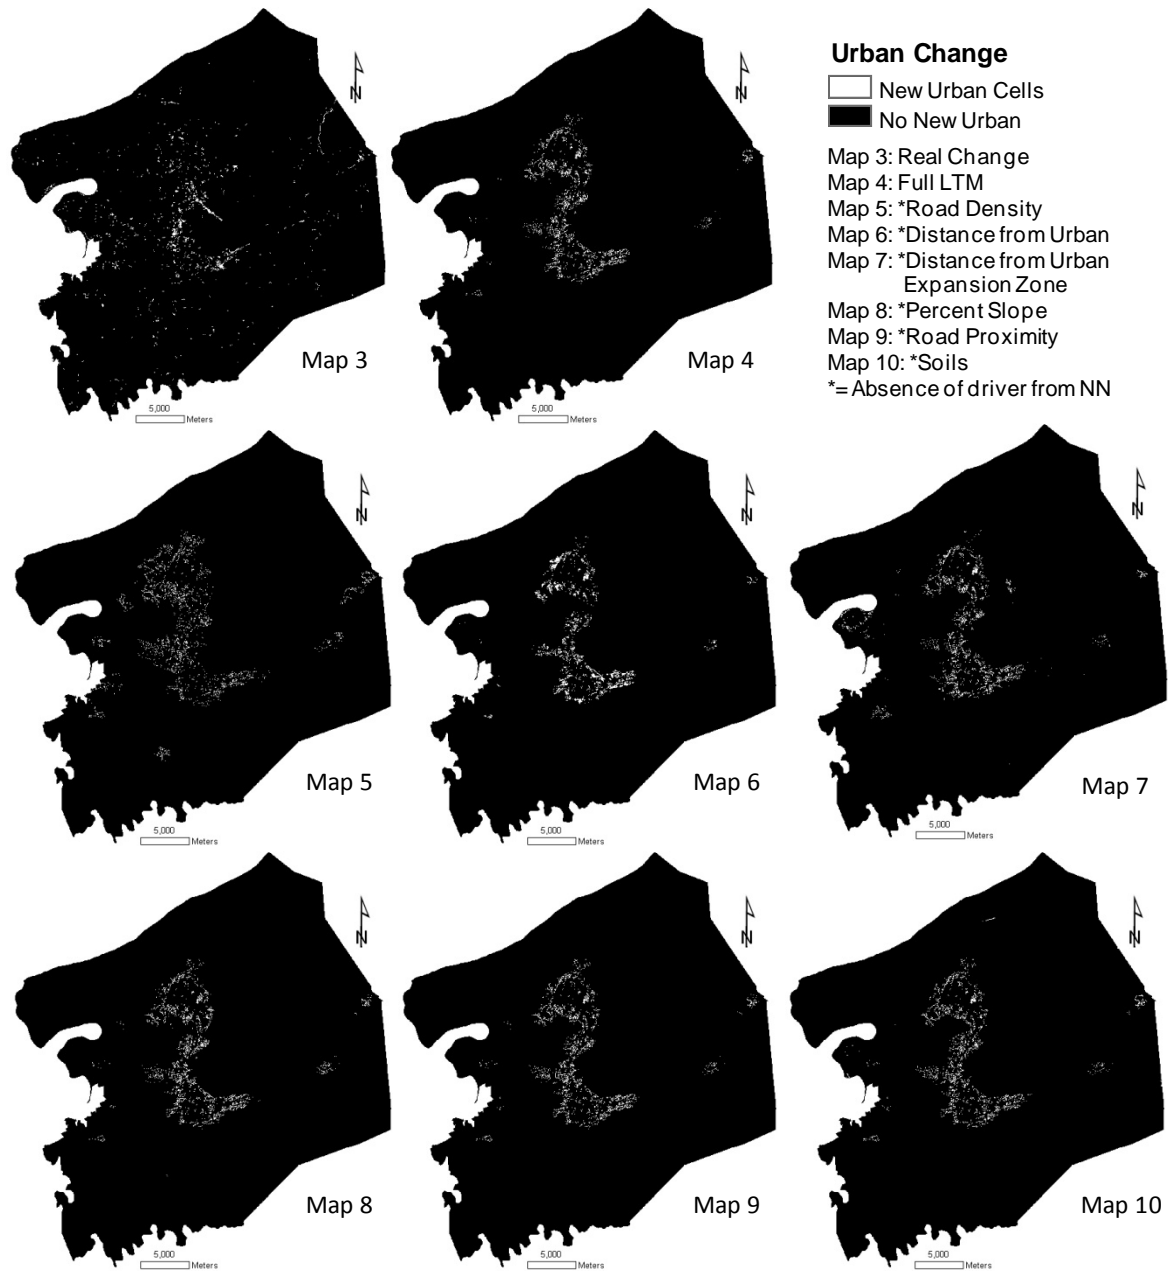 Urban Change
New Urban Cells
No New Urban
Map 3: Real Change
Map 4: Full LTM
Map 5: *Road Density
Map 6: *Distance from Urban
Map 7: *Distance from Urban
Expansion Zone
Map 8: *Percent Slope
Map 9: *Road Proximity
Map 10: *Soils
*= Absence of driver from NN
N
Map 3
5,000
Meters
N
Map 4
5,000
Meters
N
Map 5
5,000
Meters
N
Map 6
5,000
Meters
N
Map 7
5,000
Meters
N
Map 8
5,000
Meters
N
Map 9
5,000
Meters
N
Map 10
5,000
Meters